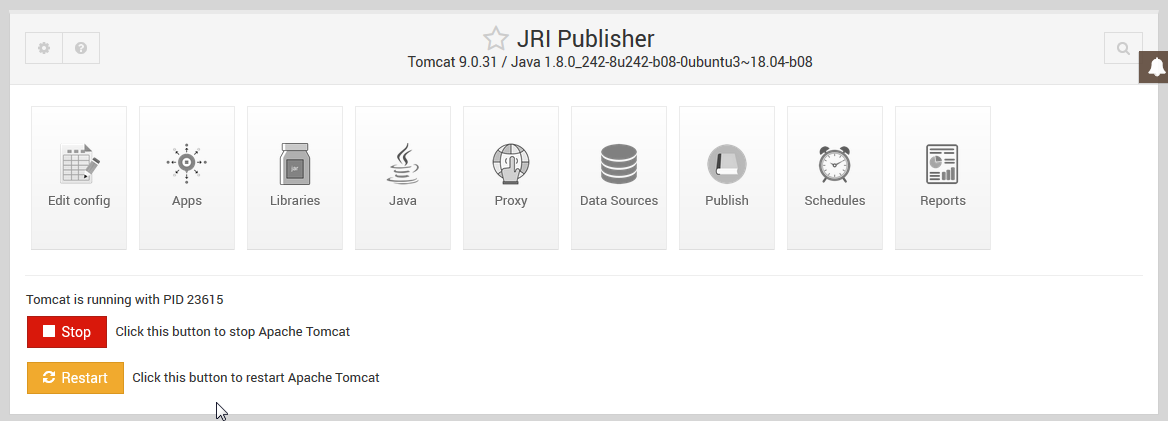 JRI Publisher
Tomcat 9.0.31 / Java 1.8.0_242-8u242-b08-0ubuntu3~18.04-b08
Edit config
Apps
Libraries
Java
Proxy
Data Sources
Publish
Schedules
Reports
Tomcat is running with PID 23615
Stop Click this button to stop Apache Tomcat
Restart Click this button to restart Apache Tomcat